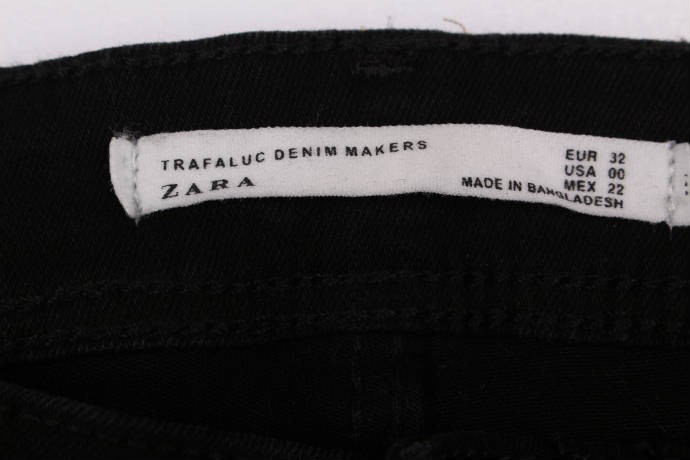 TRAFALUC DENIM MAKERS
ZARA
EUR 32
USA 00
MEX 22
MADE IN BANGLADESH